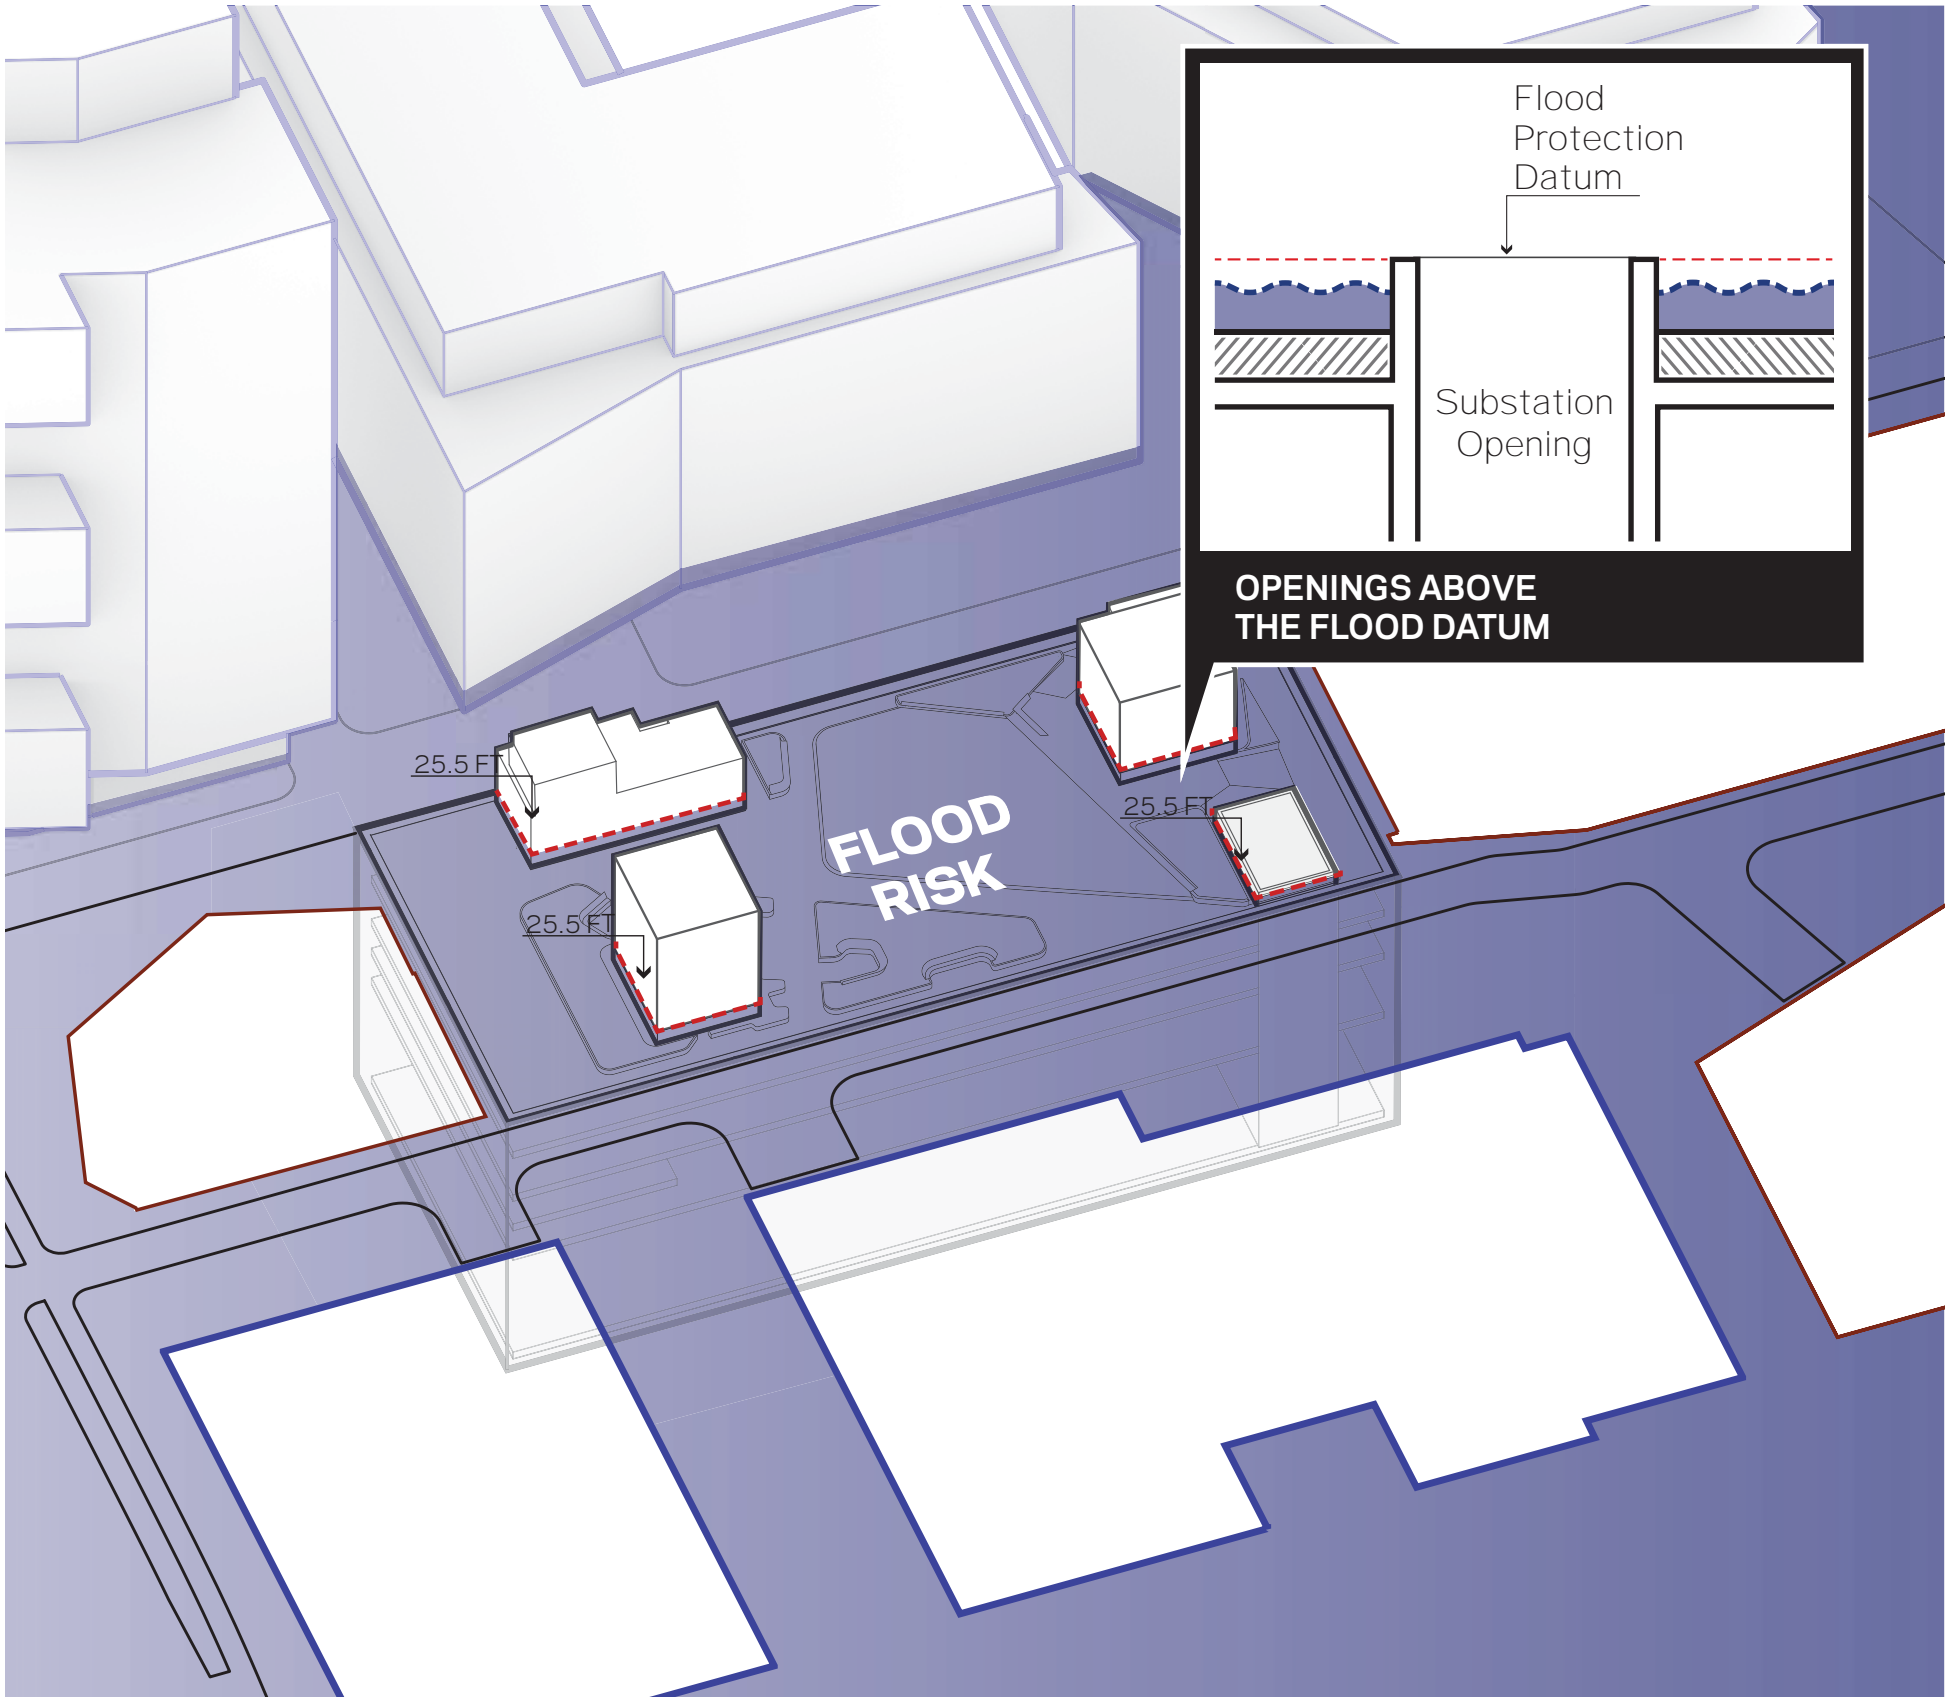 Flood
Protection
Datum
Substation
Opening
OPENINGS ABOVE
THE FLOOD DATUM
25.5 FT
25.5 FT
FLOOD
RISK
25.5 FT